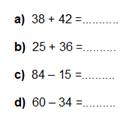 a) 38 + 42 =...........
b) 25 + 36 =..........
c) 84 – 15 =..........
d) 60 – 34 =..........